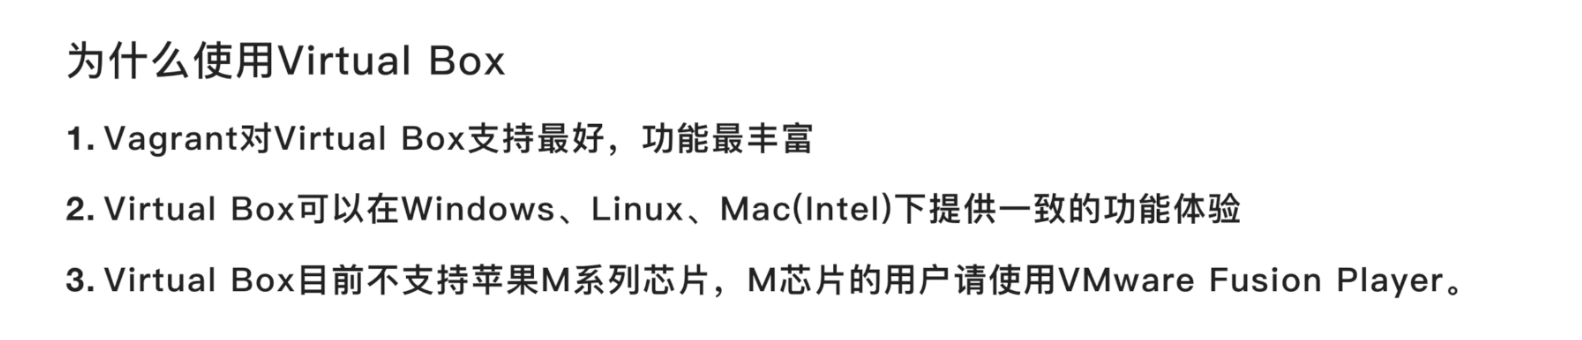 为什么使用Virtual Box
1. Vagrant对Virtual Box支持最好，功能最丰富
2. Virtual Box可以在Windows、Linux、Mac(Intel)下提供一致的功能体验
3. Virtual Box目前不支持苹果M系列芯片，M芯片的用户请使用VMware Fusion Player。